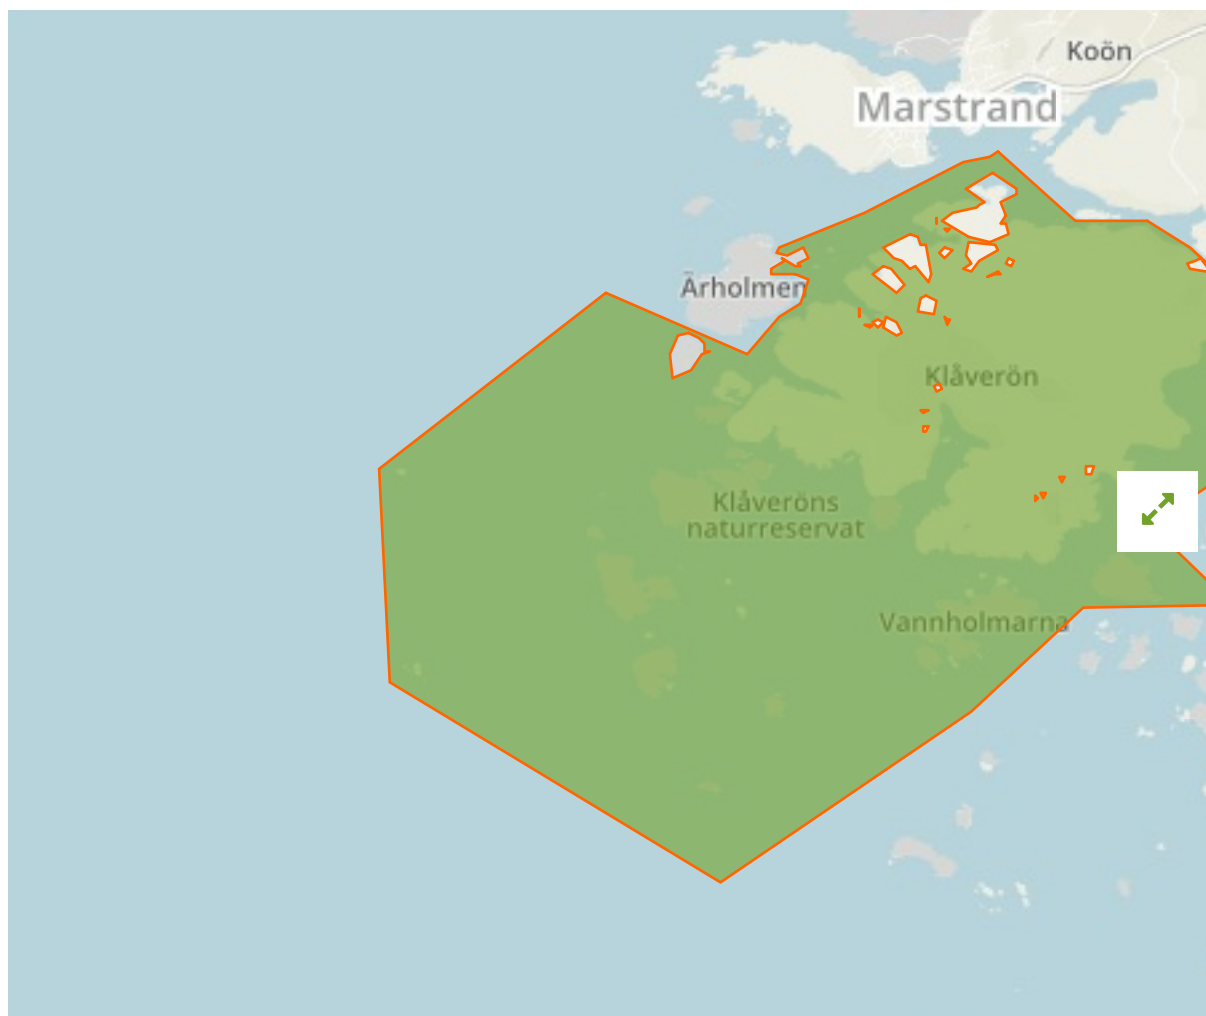 Koön
Marstrand
Ärholmen
Klåverön
Klåveröns
naturreservat
Vannholmarna